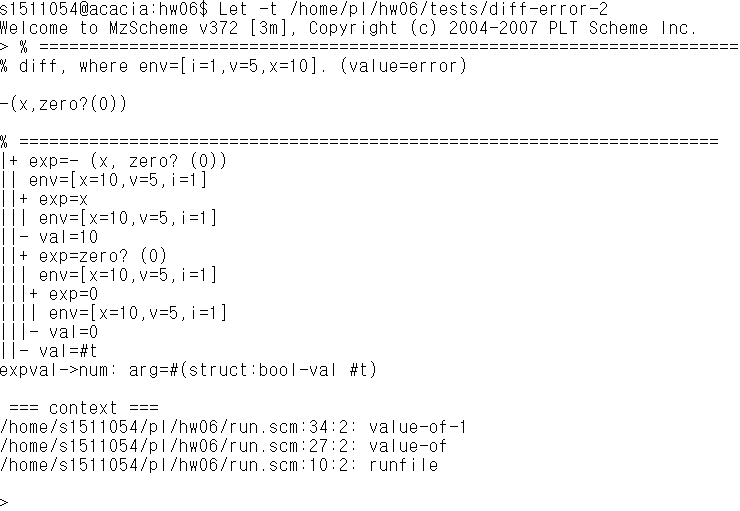 s1511054@acacia:hw06$ Let -t /home/pl/hw06/tests/diff-error-2
Welcome to MzScheme v372 [3m], Copyright (c) 2004-2007 PLT Scheme Inc.
> % ======================================================================
% diff, where env=[i=1,v=5,x=10]. (value=error)
-(x,zero?(0))
% ======================================================================
|+ exp=- (x, zero? (0))
|| env=[x=10,v=5,i=1]
||+ exp=x
||| env=[x=10,v=5,i=1]
||- val=10
||+ exp=zero? (0)
||| env=[x=10,v=5,i=1]
|||+ exp=0
|||| env=[x=10,v=5,i=1]
|||- val=0
||- val=#t
expval->num: arg=#(struct:bool-val #t)
=== context ===
/home/s1511054/pl/hw06/run.scm:34:2: value-of-1
/home/s1511054/pl/hw06/run.scm:27:2: value-of
/home/s1511054/pl/hw06/run.scm:10:2: runfile
>